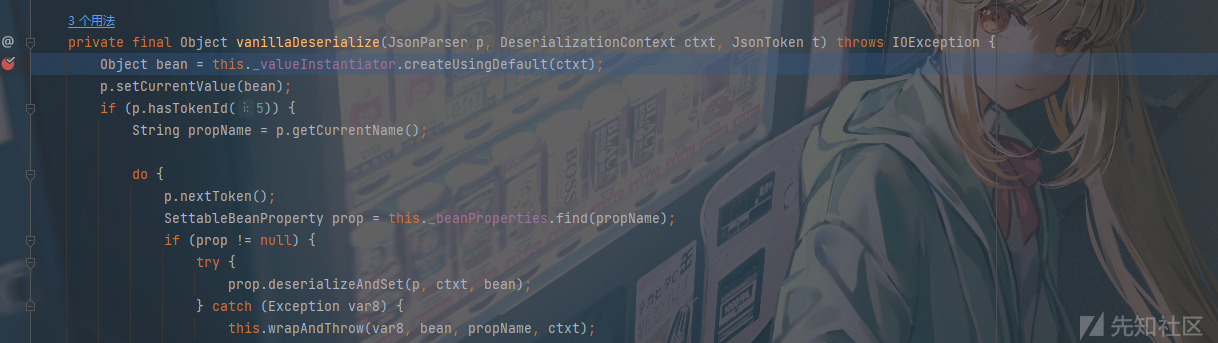 3 个用法
private final Object vanillaDeserialize(JsonParser p, DeserializationContext ctxt, JsonToken t) throws IOException {
Object bean = this._valueInstantiator.createUsingDefault(ctxt);
p.setCurrentValue(bean);
if (p.hasTokenId( i: 5)) {
String propName = p.getCurrentName();
do {
p.nextToken();
SettableBeanProperty prop = this._beanProperties.find(propName);
if (prop != null) {
try {
prop.deserializeAndSet(p, ctxt, bean);
} catch (Exception var8) {
this.wrapAndThrow(var8, bean, propName, ctxt);
先知社区